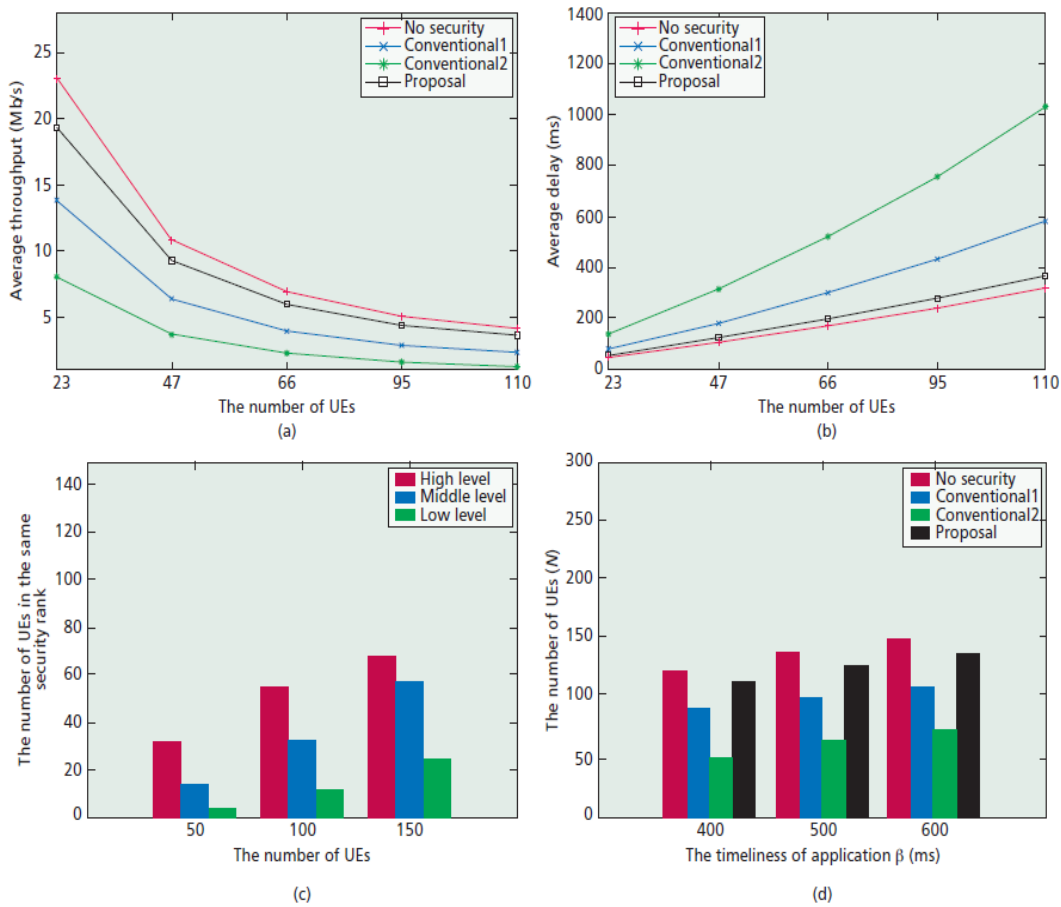 25
20
15
10
5
Average throughput (Mb/s)
No security
Conventional1
Conventional2
Proposal
23 47 66 95 110
The number of UEs
(a)
1400
1200
1000
800
600
400
200
0
Average delay (ms)
No security
Conventional1
Conventional2
Proposal
23 47 66 95 110
The number of UEs
(b)
140
120
100
80
60
40
20
0
The number of UEs in the same
security rank
High level
Middle level
Low level
50 100 150
The number of UEs
(c)
300
250
200
150
100
50
0
The number of UEs (N)
No security
Conventional1
Conventional2
Proposal
400 500 600
The timeliness of application β (ms)
(d)